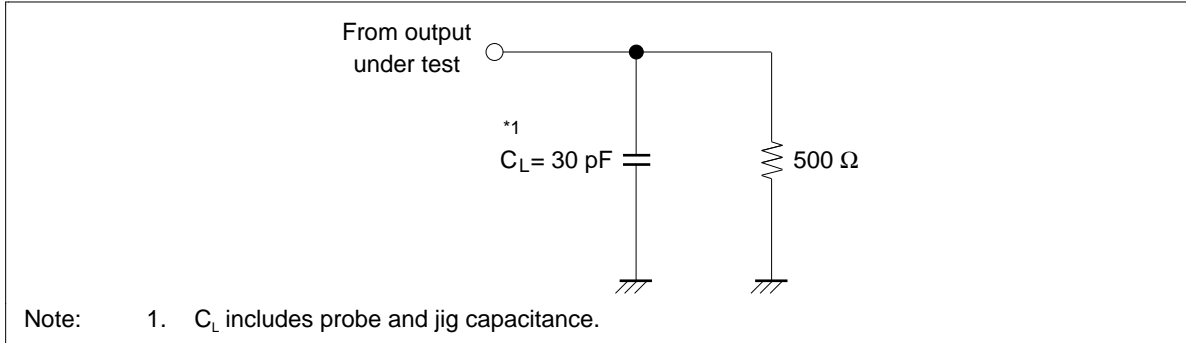 From output
under test
*1
CL= 30 pF
500 Ω
Note: 1. CL includes probe and jig capacitance.